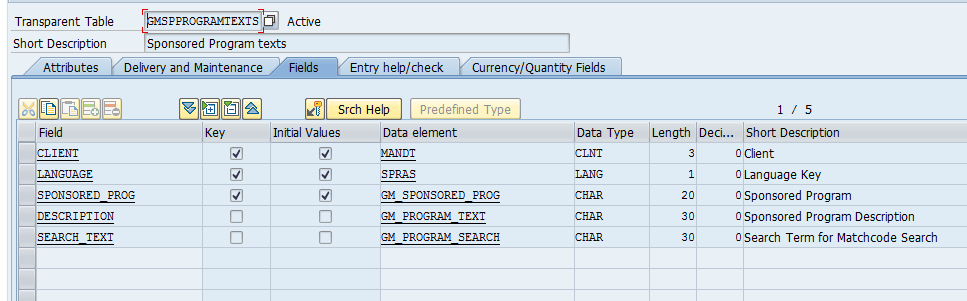 Transparent Table GMSPPROGRAMTEXTS Active
Short Description Sponsored Program texts
Attributes Delivery and Maintenance Fields Entry help/check Currency/Quantity Fields
Srch Help Predefined Type 1 / 5
Field Key Initial Values Data element Data Type Length Deci... Short Description
CLIENT MANDT CLNT 3 0 Client
LANGUAGE SPRAS LANG 1 0 Language Key
SPONSORED_PROG GM_SPONSORED_PROG CHAR 20 0 Sponsored Program
DESCRIPTION GM_PROGRAM_TEXT CHAR 30 0 Sponsored Program Description
SEARCH_TEXT GM_PROGRAM_SEARCH CHAR 30 0 Search Term for Matchcode Search